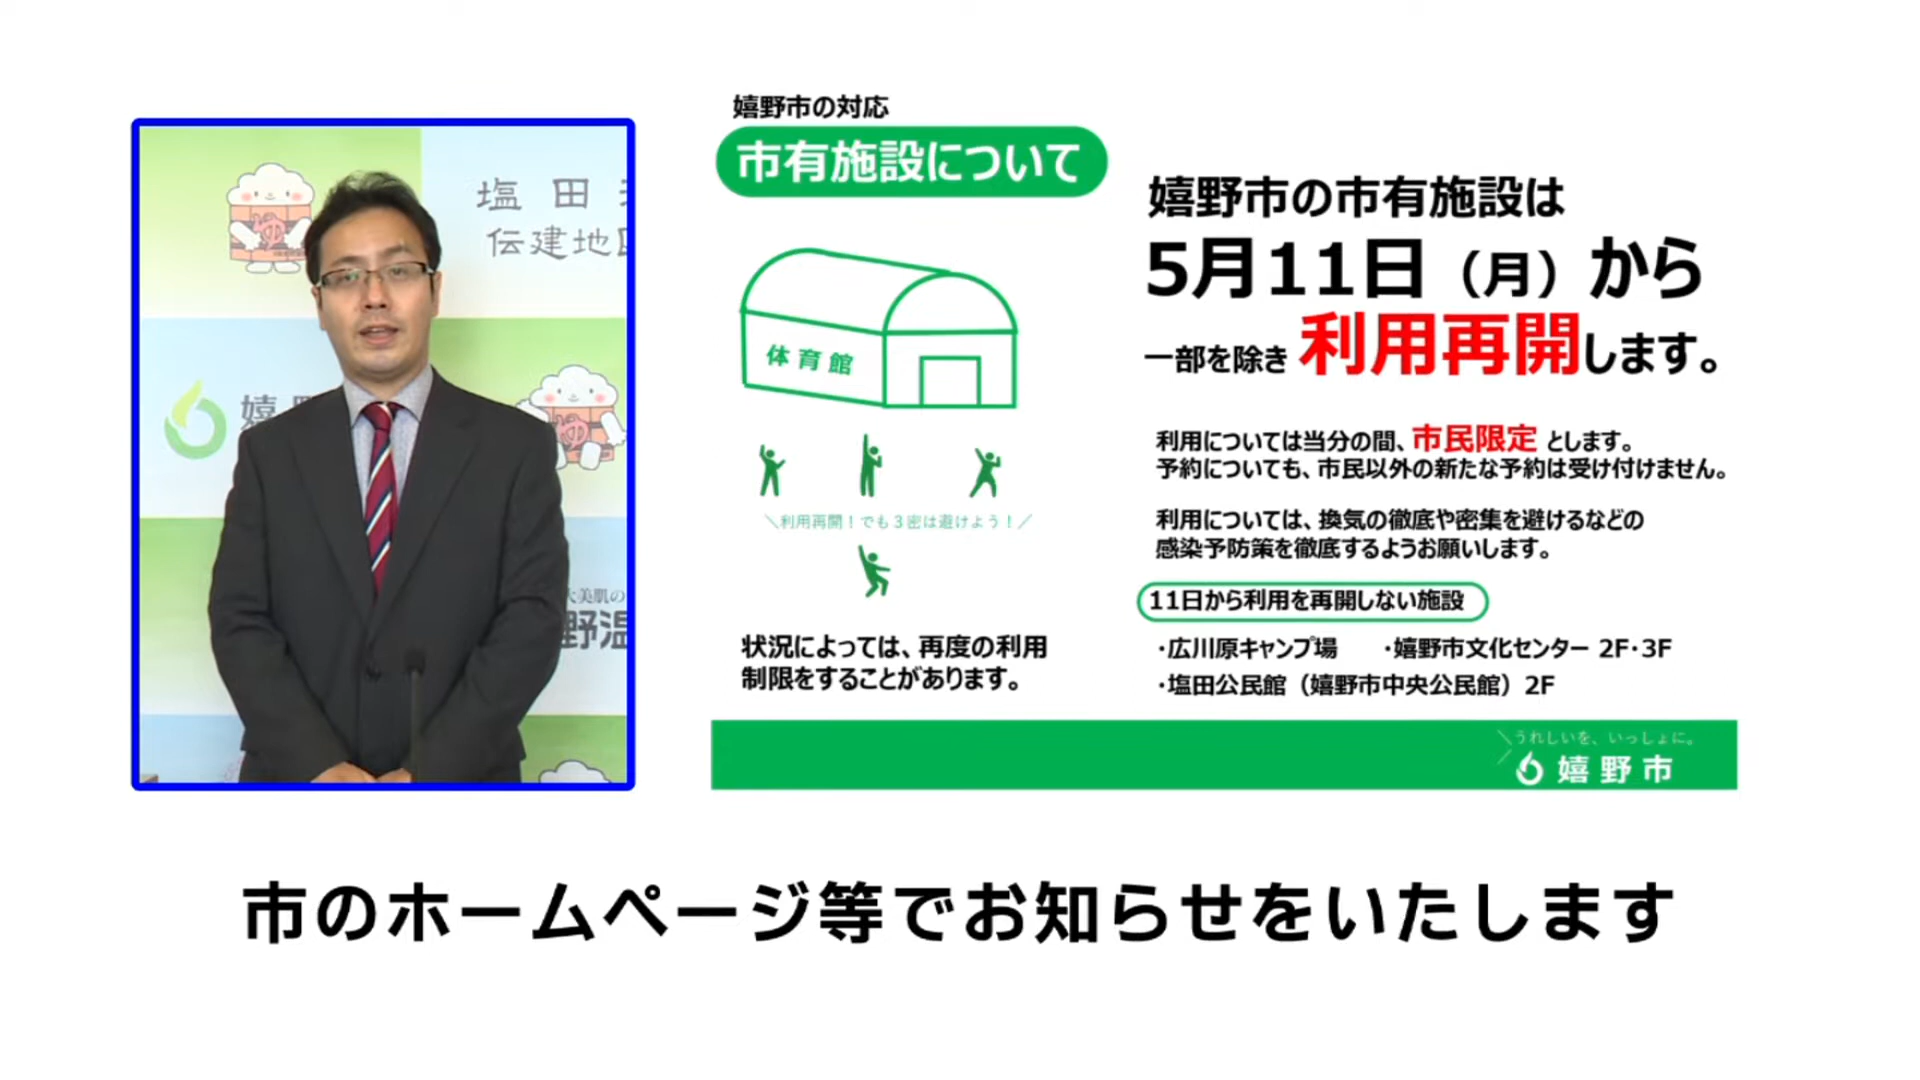 塩田
伝建地区
嬉野
大美肌の
野温
嬉野市の対応
市有施設について
体育館
＼利用再開！でも３密は避けよう！／
状況によっては、再度の利用
制限をすることがあります。
嬉野市の市有施設は
5月11日（月）から
一部を除き 利用再開します。
利用については当分の間、市民限定 とします。
予約についても、市民以外の新たな予約は受け付けません。
利用については、換気の徹底や密集を避けるなどの
感染予防策を徹底するようお願いします。
11日から利用を再開しない施設
・広川原キャンプ場　・嬉野市文化センター 2F・3F
・塩田公民館（嬉野市中央公民館）2F
＼うれしいを、いっしょに。／
嬉野市
市のホームページ等でお知らせをいたします